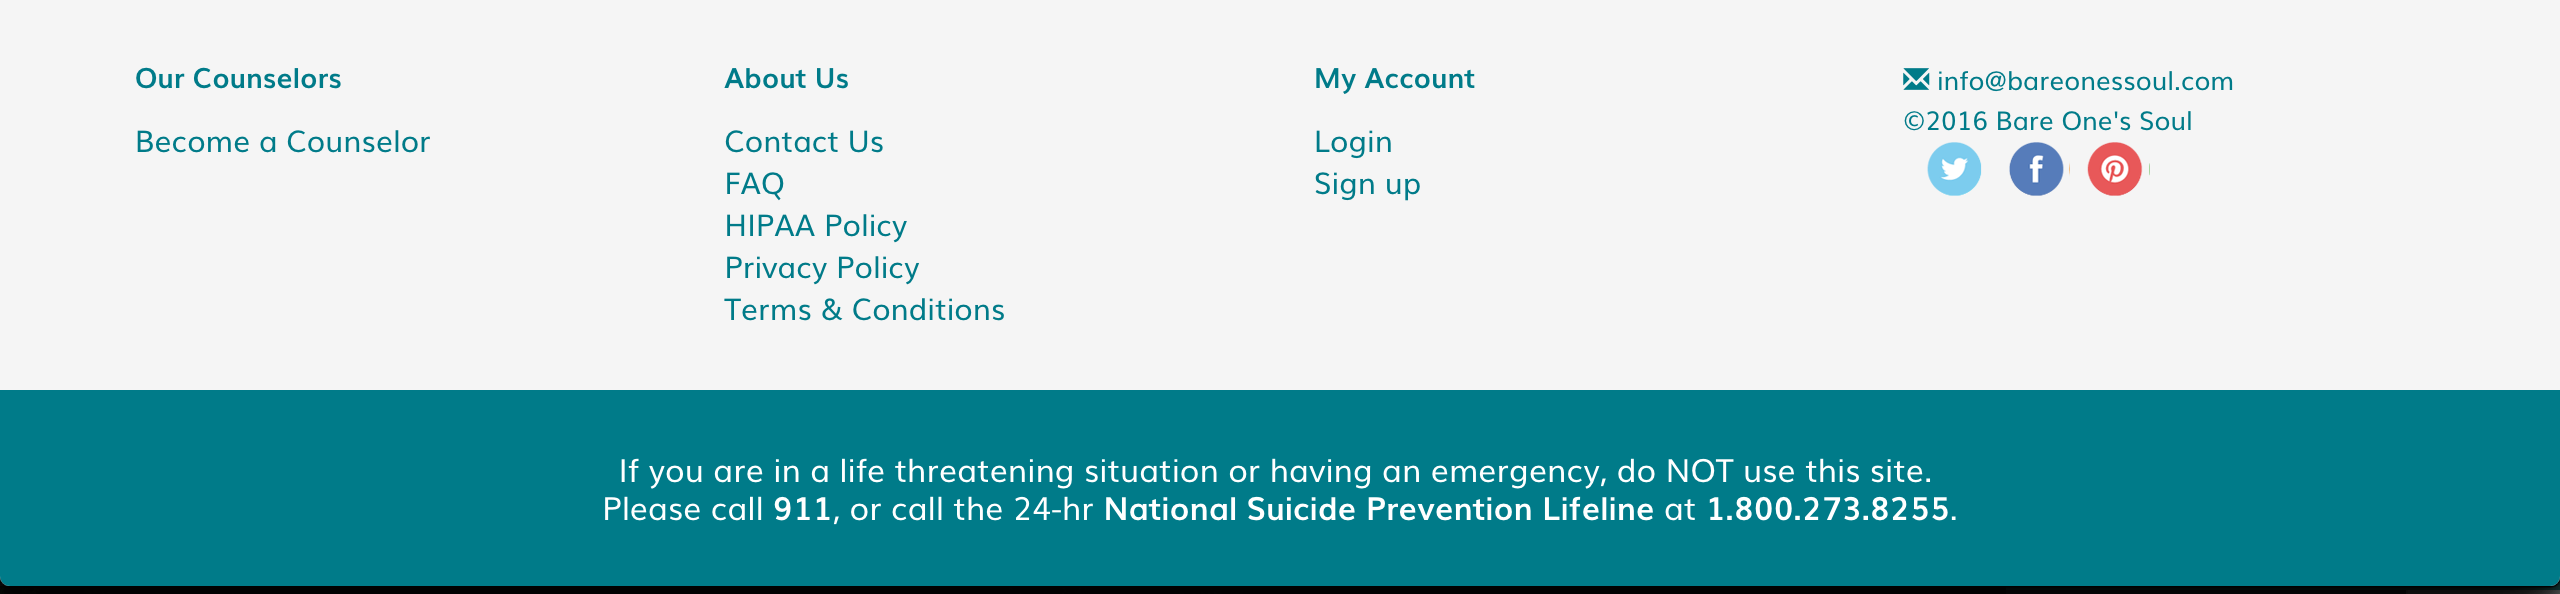 Our Counselors
Become a Counselor
About Us
Contact Us
FAQ
HIPAA Policy
Privacy Policy
Terms & Conditions
My Account
Login
Sign up
info@bareonessoul.com
©2016 Bare One's Soul
If you are in a life threatening situation or having an emergency, do NOT use this site.
Please call 911, or call the 24-hr National Suicide Prevention Lifeline at 1.800.273.8255.